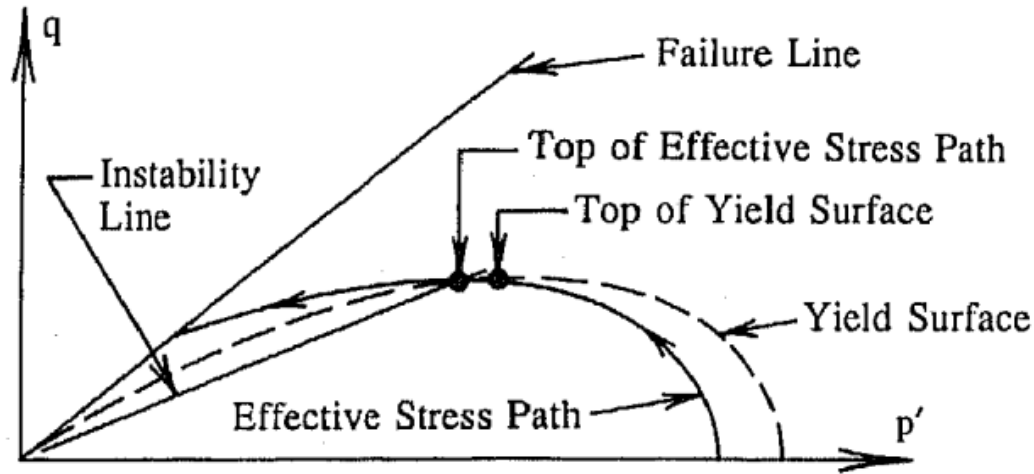 q
Failure Line
Top of Effective Stress Path
Instability
Line
Top of Yield Surface
Yield Surface
Effective Stress Path
p′